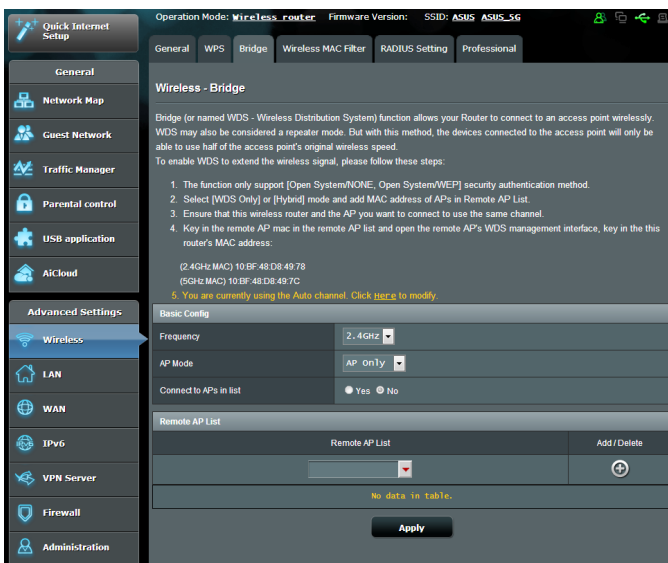 Quick Internet
Setup
Operation Mode: Wireless router Firmware Version: SSID: ASUS ASUS_5G
General WPS Bridge Wireless MAC Filter RADIUS Setting Professional
General
Network Map
Guest Network
Traffic Manager
Parental control
USB application
AiCloud
Advanced Settings
Wireless
LAN
WAN
IPv6
VPN Server
Firewall
Administration
Wireless - Bridge
Bridge (or named WDS - Wireless Distribution System) function allows your Router to connect to an access point wirelessly.
WDS may also be considered a repeater mode. But with this method, the devices connected to the access point will only be
able to use half of the access point's original wireless speed.
To enable WDS to extend the wireless signal, please follow these steps:
1. The function only support [Open System/NONE, Open System/WEP] security authentication method.
2. Select [WDS Only] or [Hybrid] mode and add MAC address of APs in Remote AP List.
3. Ensure that this wireless router and the AP you want to connect to use the same channel.
4. Key in the remote AP mac in the remote AP list and open the remote AP's WDS management interface, key in the this
router's MAC address:
(2.4GHz MAC) 10:BF:48:D8:49:78
(5GHz MAC) 10:BF:48:D8:49:7C
5. You are currently using the Auto channel. Click Here to modify.
Basic Config
Frequency 2.4GHz
AP Mode AP Only
Connect to APs in list Yes No
Remote AP List
Remote AP List Add / Delete
No data in table.
Apply